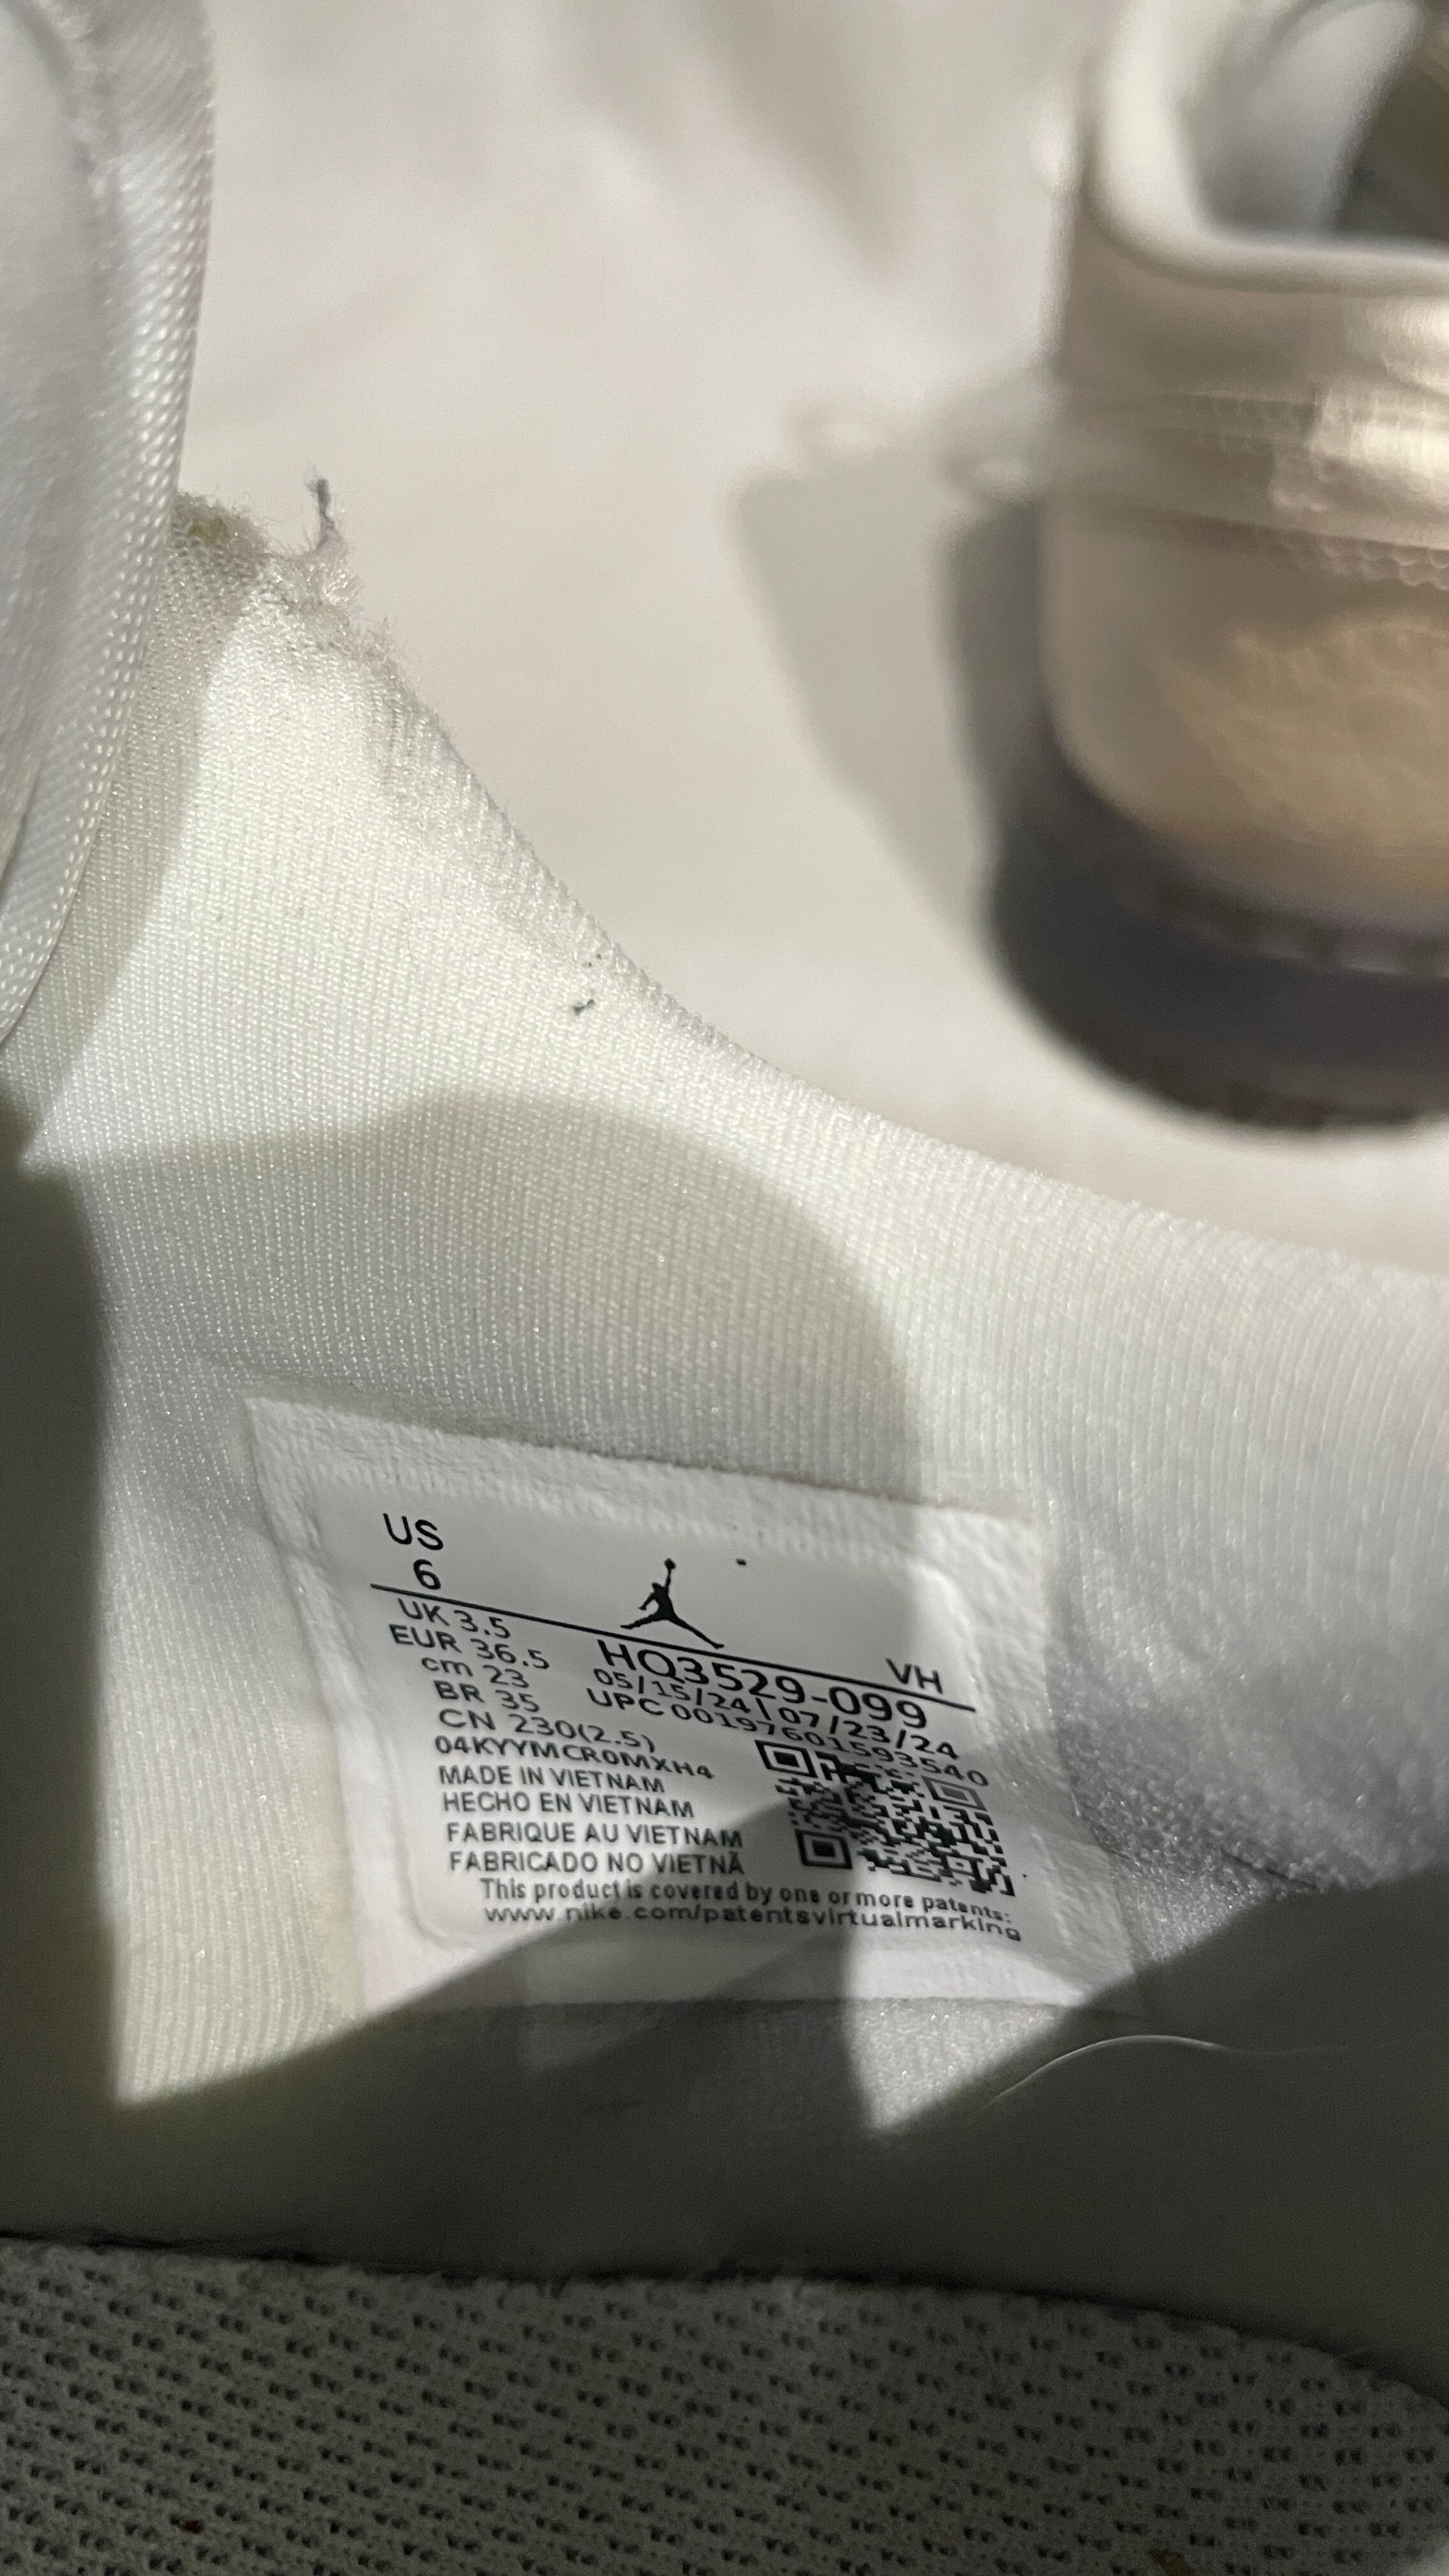 US
6
VH
UK 3.5
EUR 36.5
cm 23
BR 35
CN 230(2.5)
HQ3529-099
05/15/24|07/23/24
UPC 00197601593540
04KYYMCR0MXH4
MADE IN VIETNAM
HECHO EN VIETNAM
FABRIQUE AU VIETNAM
FABRICADO NO VIETNÃ
This product is covered by one or more patents:
www.nike.com/patentsvirtualmarking